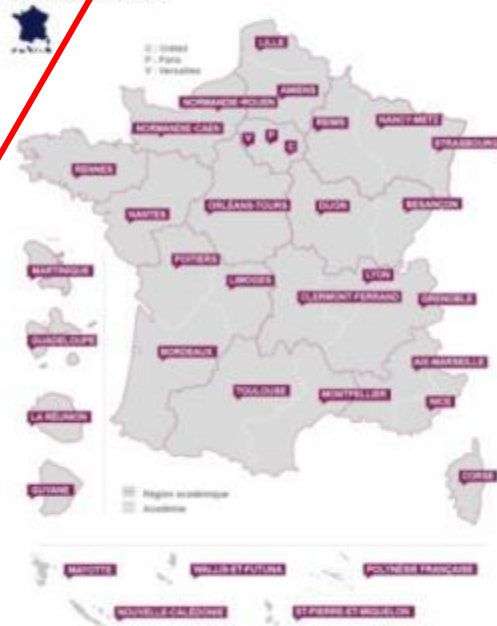 C : Créteil
P : Paris
V : Versailles
LILLE
AMIENS
NORMANDIE-ROUEN
NORMANDIE-CAEN
REIMS
NANCY-METZ
STRASBOURG
V
P
C
RENNES
NANTES
ORLÉANS-TOURS
DIJON
BESANÇON
POITIERS
LIMOGES
LYON
CLERMONT-FERRAND
GRENOBLE
MARTINIQUE
GUADELOUPE
LA RÉUNION
GUYANE
BORDEAUX
TOULOUSE
MONTPELLIER
AIX-MARSEILLE
NICE
CORSE
Région académique
Académie
MAYOTTE
WALLIS-ET-FUTUNA
POLYNÉSIE FRANÇAISE
NOUVELLE-CALÉDONIE
ST-PIERRE-ET-MIQUELON